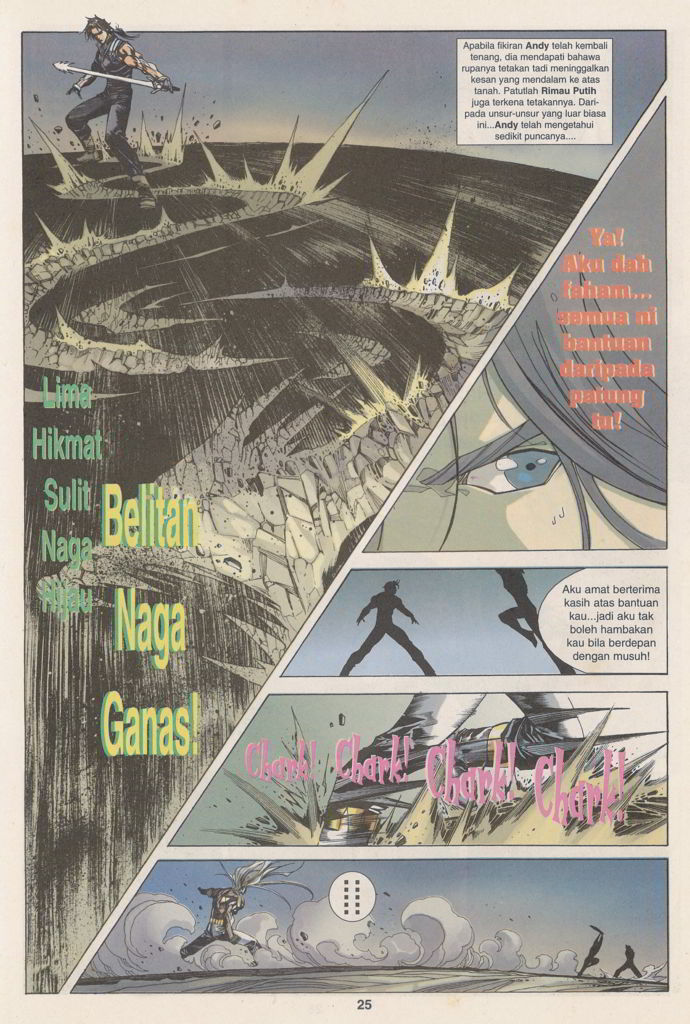 Apabila fikiran Andy telah kembali
tenang, dia mendapati bahawa
rupanya tetakan tadi meninggalkan
kesan yang mendalam ke atas
tanah. Patutlah Rimau Putih
juga terkena tetakannya. Dari-
pada unsur-unsur yang luar biasa
ini...Andy telah mengetahui
sedikit puncanya....
Ya!
Aku dah
faham...
semua ni
bantuan
daripada
patung
tu!
Lima
Hikmat
Sulit
Naga
Hijau
Belitan
Naga
Ganas!
Aku amat berterima
kasih atas bantuan
kau...jadi aku tak
boleh hambakan
kau bila berdepan
dengan musuh!
Chark! Chark! Chark! Chark!
25